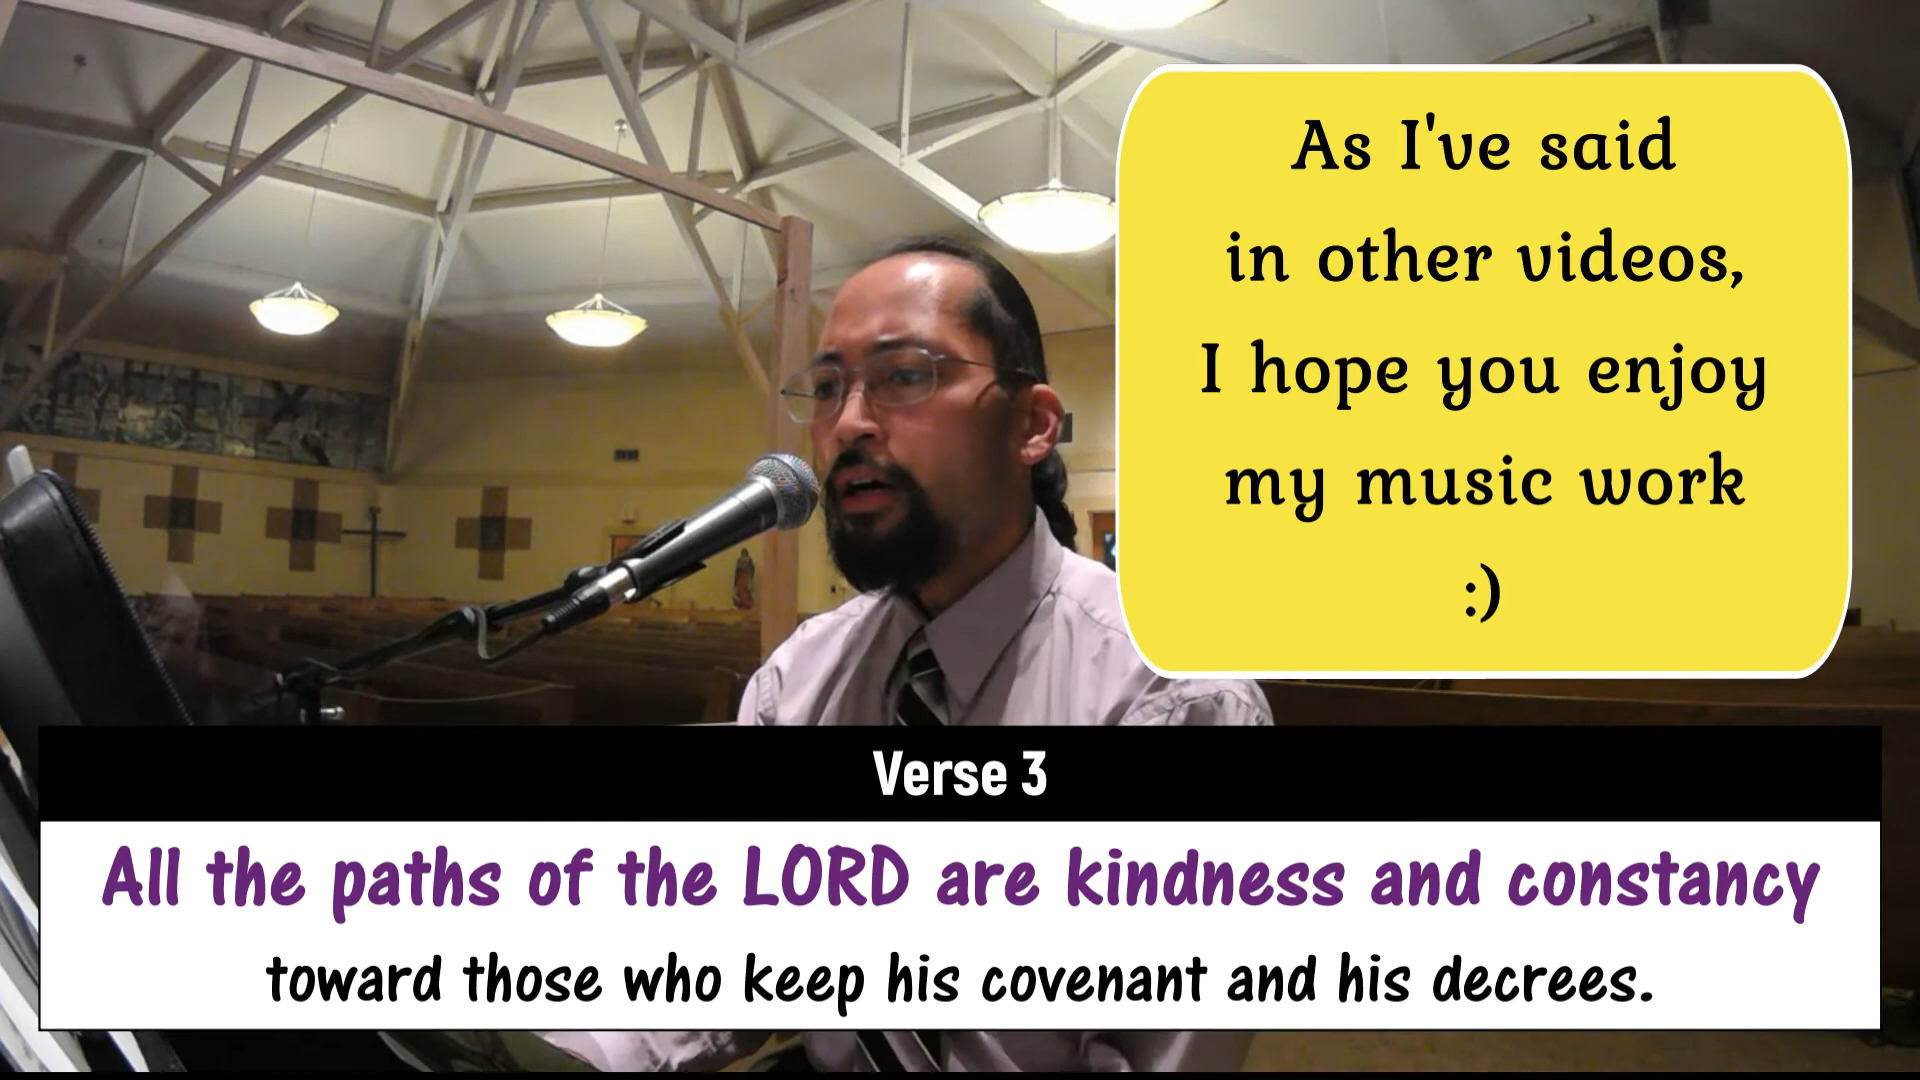 As I've said
in other videos,
I hope you enjoy
my music work
:)
Verse 3
All the paths of the LORD are kindness and constancy
toward those who keep his covenant and his decrees.